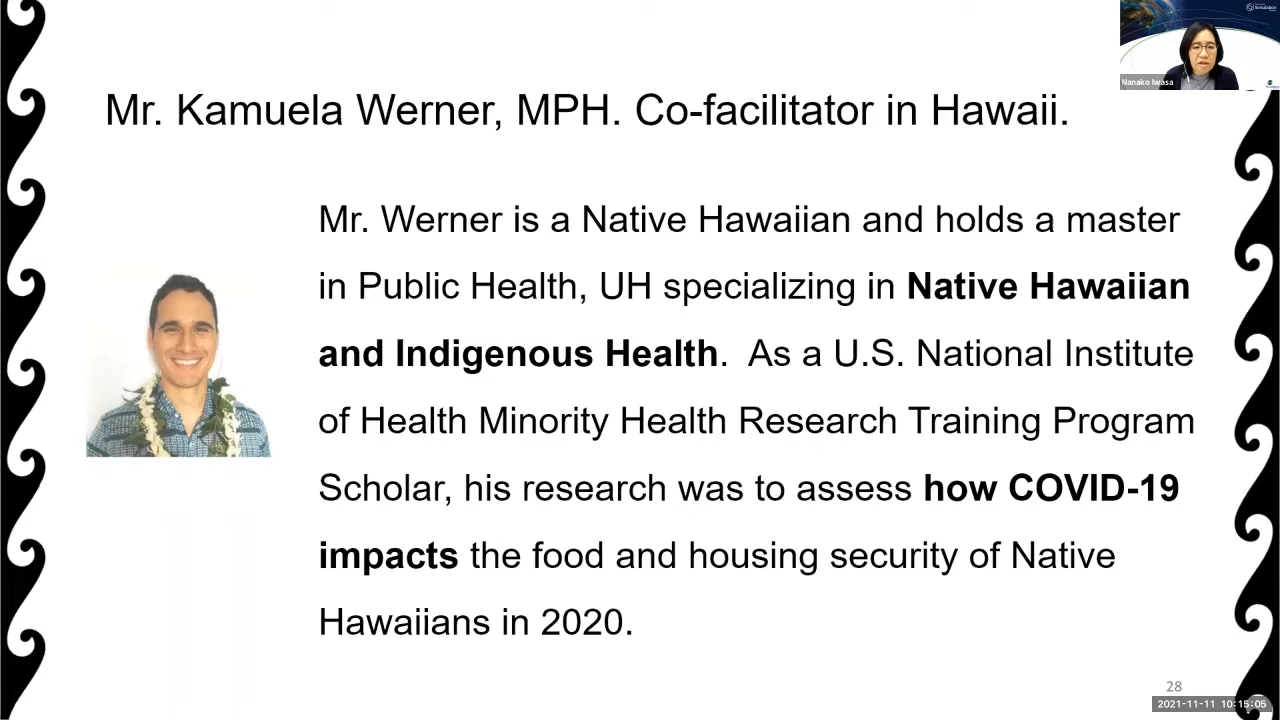 Simulation
Nanako Iwasa
Mr. Kamuela Werner, MPH. Co-facilitator in Hawaii.
Mr. Werner is a Native Hawaiian and holds a master
in Public Health, UH specializing in Native Hawaiian
and Indigenous Health.  As a U.S. National Institute
of Health Minority Health Research Training Program
Scholar, his research was to assess how COVID-19
impacts the food and housing security of Native
Hawaiians in 2020.
28
2021-11-11 10:15:05